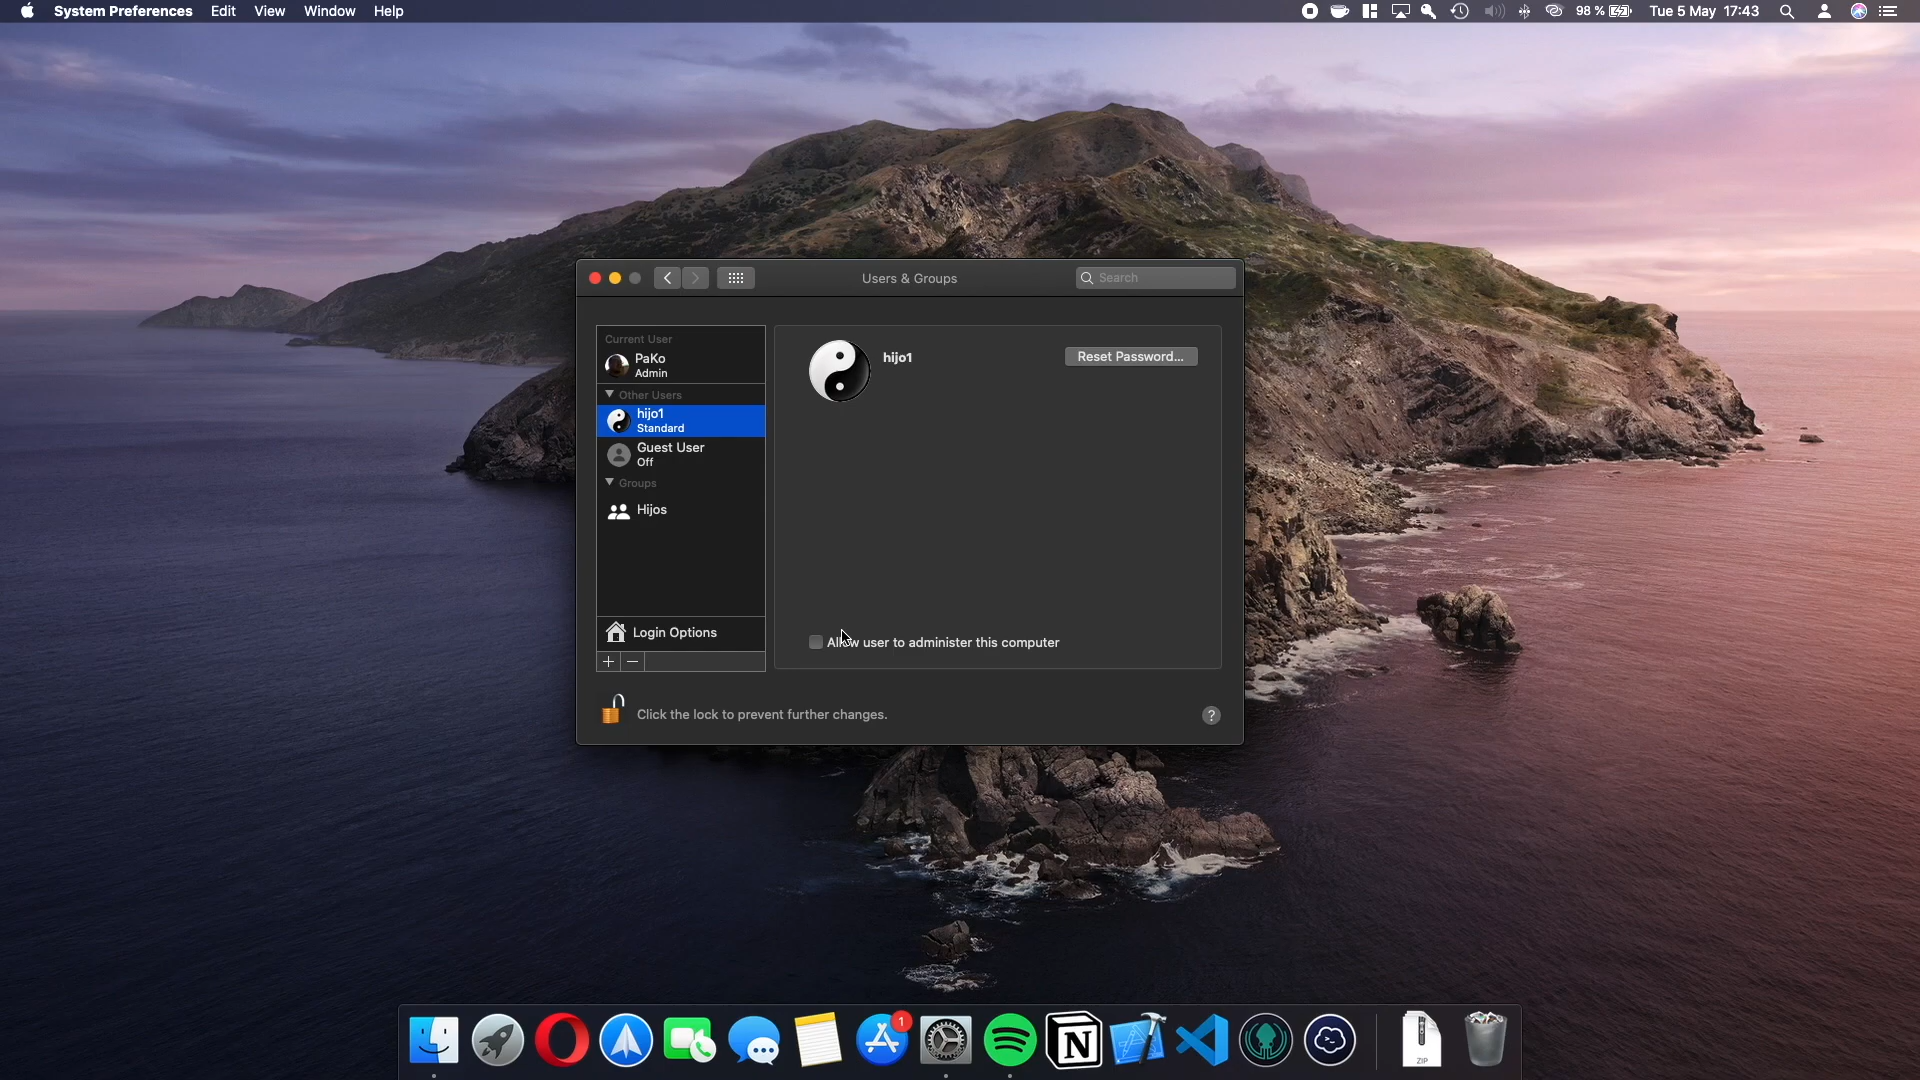 System Preferences Edit View Window Help
98 % Tue 5 May 17:43
Users & Groups
Search
Current User
PaKo
Admin
Other Users
hijo1
Standard
Guest User
Off
Groups
Hijos
Login Options
hijo1
Reset Password...
Allow user to administer this computer
Click the lock to prevent further changes.
?
1
N
ZIP